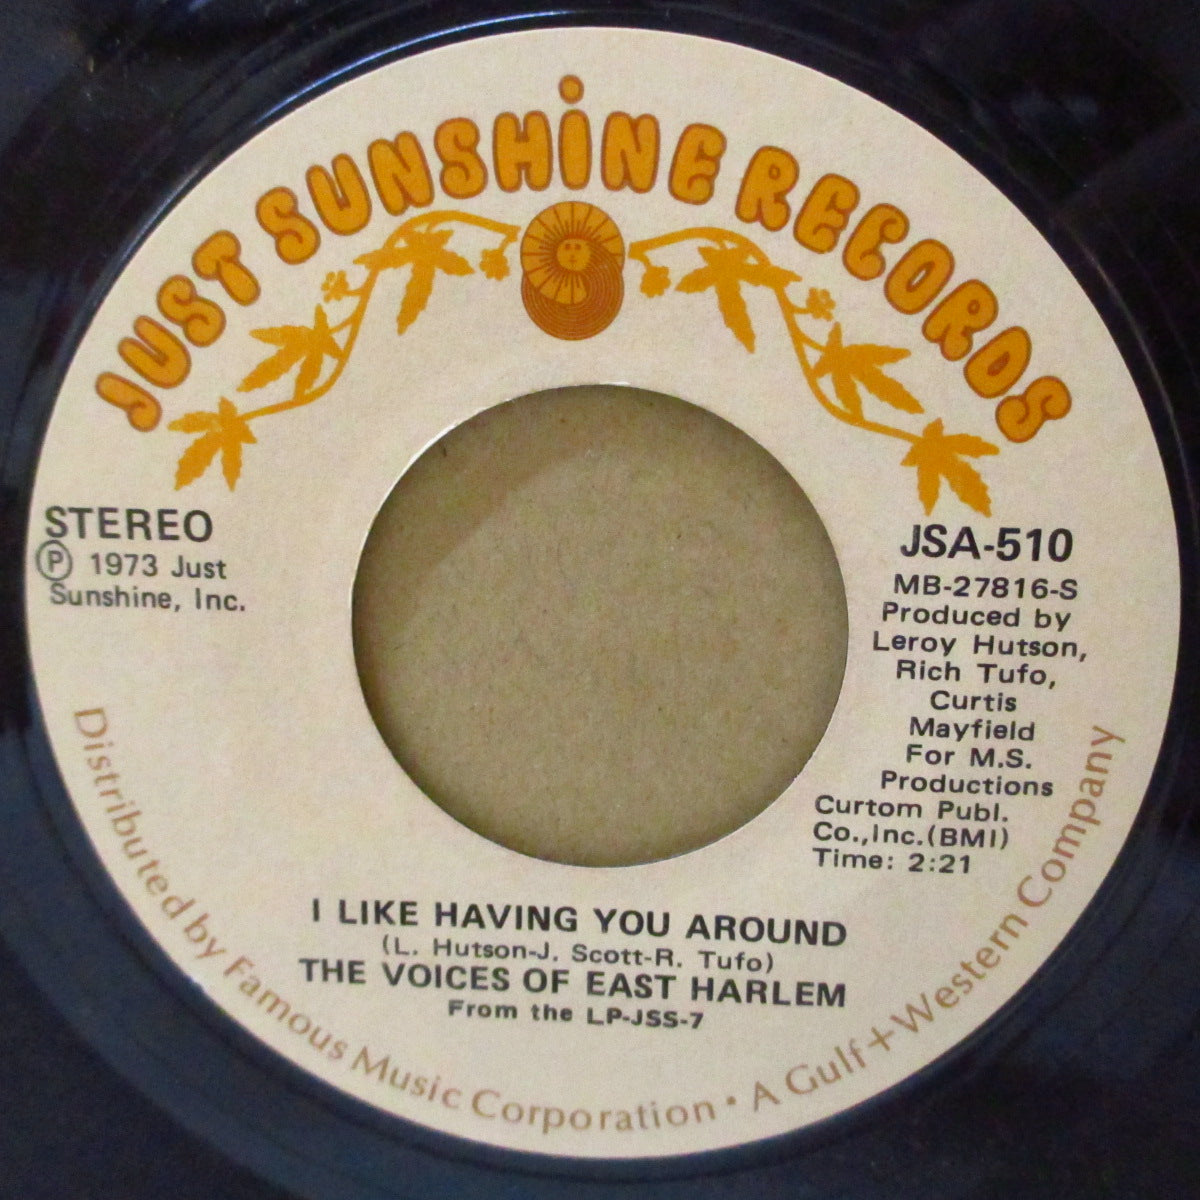 JUST SUNSHiNE RECORDS
STEREO
Ⓟ 1973 Just
Sunshine, Inc.
JSA-510
MB-27816-S
Produced by
Leroy Hutson,
Rich Tufo,
Curtis
Mayfield
For M.S.
Productions
Curtom Publ.
Co.,Inc.(BMI)
Time: 2:21
I LIKE HAVING YOU AROUND
(L. Hutson-J. Scott-R. Tufo)
THE VOICES OF EAST HARLEM
From the LP-JSS-7
Distributed by Famous Music Corporation • A Gulf+Western Company